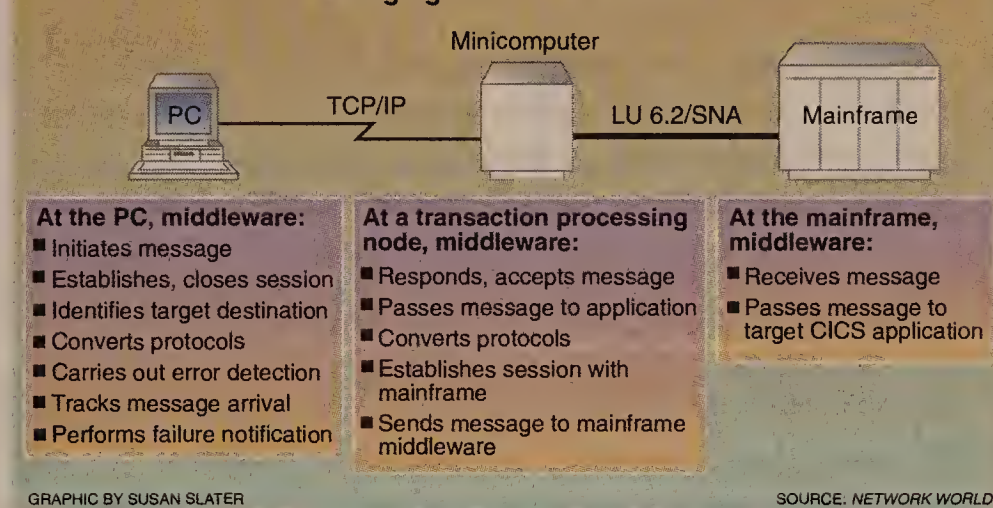 Minicomputer
PC
TCP/IP
LU 6.2/SNA
Mainframe
At the PC, middleware:
■ Initiates message
■ Establishes, closes session
■ Identifies target destination
■ Converts protocols
■ Carries out error detection
■ Tracks message arrival
■ Performs failure notification
At a transaction processing
node, middleware:
■ Responds, accepts message
■ Passes message to application
■ Converts protocols
■ Establishes session with
mainframe
■ Sends message to mainframe
middleware
At the mainframe,
middleware:
■ Receives message
■ Passes message to
target CICS application
GRAPHIC BY SUSAN SLATER
SOURCE: NETWORK WORLD